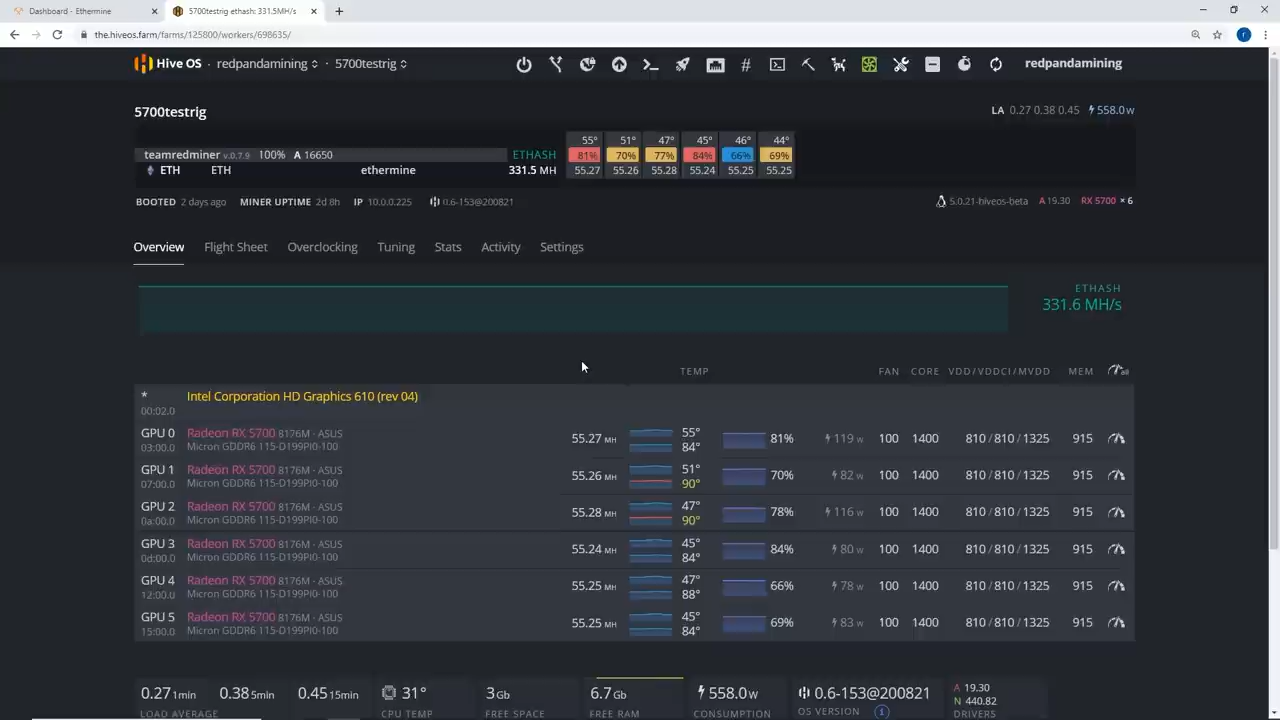 Dashboard - Ethermine
5700testrig ethash: 331.5MH/s
the.hiveos.farm/farms/125800/workers/698635/
r
Hive OS · redpandamining · 5700testrig
redpandamining
5700testrig
LA 0.27 0.38 0.45 558.0 w
55° 51° 47° 45° 46° 44°
teamredminer v.0.7.9 100% A 16650 ETHASH 81% 70% 77% 84% 66% 69%
ETH ETH ethermine 331.5 MH 55.27 55.26 55.28 55.24 55.25 55.25
BOOTED 2 days ago MINER UPTIME 2d 8h IP 10.0.0.225 0.6-153@200821 5.0.21-hiveos-beta A 19.30 RX 5700 × 6
Overview Flight Sheet Overclocking Tuning Stats Activity Settings
ETHASH
331.6 MH/s
TEMP FAN CORE VDD/VDDCI/MVDD MEM all
* Intel Corporation HD Graphics 610 (rev 04)
00:02.0
GPU 0 Radeon RX 5700 8176M · ASUS 55.27 MH 55° 81% 119 w 100 1400 810/810/1325 915
03:00.0 Micron GDDR6 115-D199PI0-100 84°
GPU 1 Radeon RX 5700 8176M · ASUS 55.26 MH 51° 70% 82 w 100 1400 810/810/1325 915
07:00.0 Micron GDDR6 115-D199PI0-100 90°
GPU 2 Radeon RX 5700 8176M · ASUS 55.28 MH 47° 78% 116 w 100 1400 810/810/1325 915
0a:00.0 Micron GDDR6 115-D199PI0-100 90°
GPU 3 Radeon RX 5700 8176M · ASUS 55.24 MH 45° 84% 80 w 100 1400 810/810/1325 915
0d:00.0 Micron GDDR6 115-D199PI0-100 84°
GPU 4 Radeon RX 5700 8176M · ASUS 55.25 MH 47° 66% 78 w 100 1400 810/810/1325 915
12:00.0 Micron GDDR6 115-D199PI0-100 88°
GPU 5 Radeon RX 5700 8176M · ASUS 55.25 MH 45° 69% 83 w 100 1400 810/810/1325 915
15:00.0 Micron GDDR6 115-D199PI0-100 84°
0.27 1min 0.38 5min 0.45 15min 31° 3 Gb 6.7 Gb 558.0 W 0.6-153@200821 A 19.30
N 440.82
LOAD AVERAGE CPU TEMP FREE SPACE FREE RAM CONSUMPTION OS VERSION DRIVERS